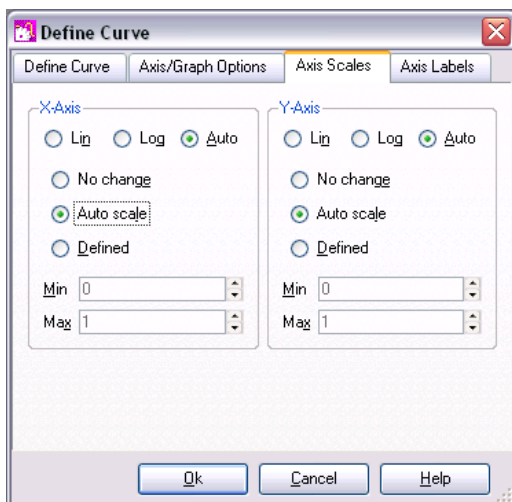 Define Curve
Define Curve Axis/Graph Options Axis Scales Axis Labels
X-Axis
Lin Log Auto
No change
Auto scale
Defined
Min 0
Max 1
Y-Axis
Lin Log Auto
No change
Auto scale
Defined
Min 0
Max 1
Ok Cancel Help